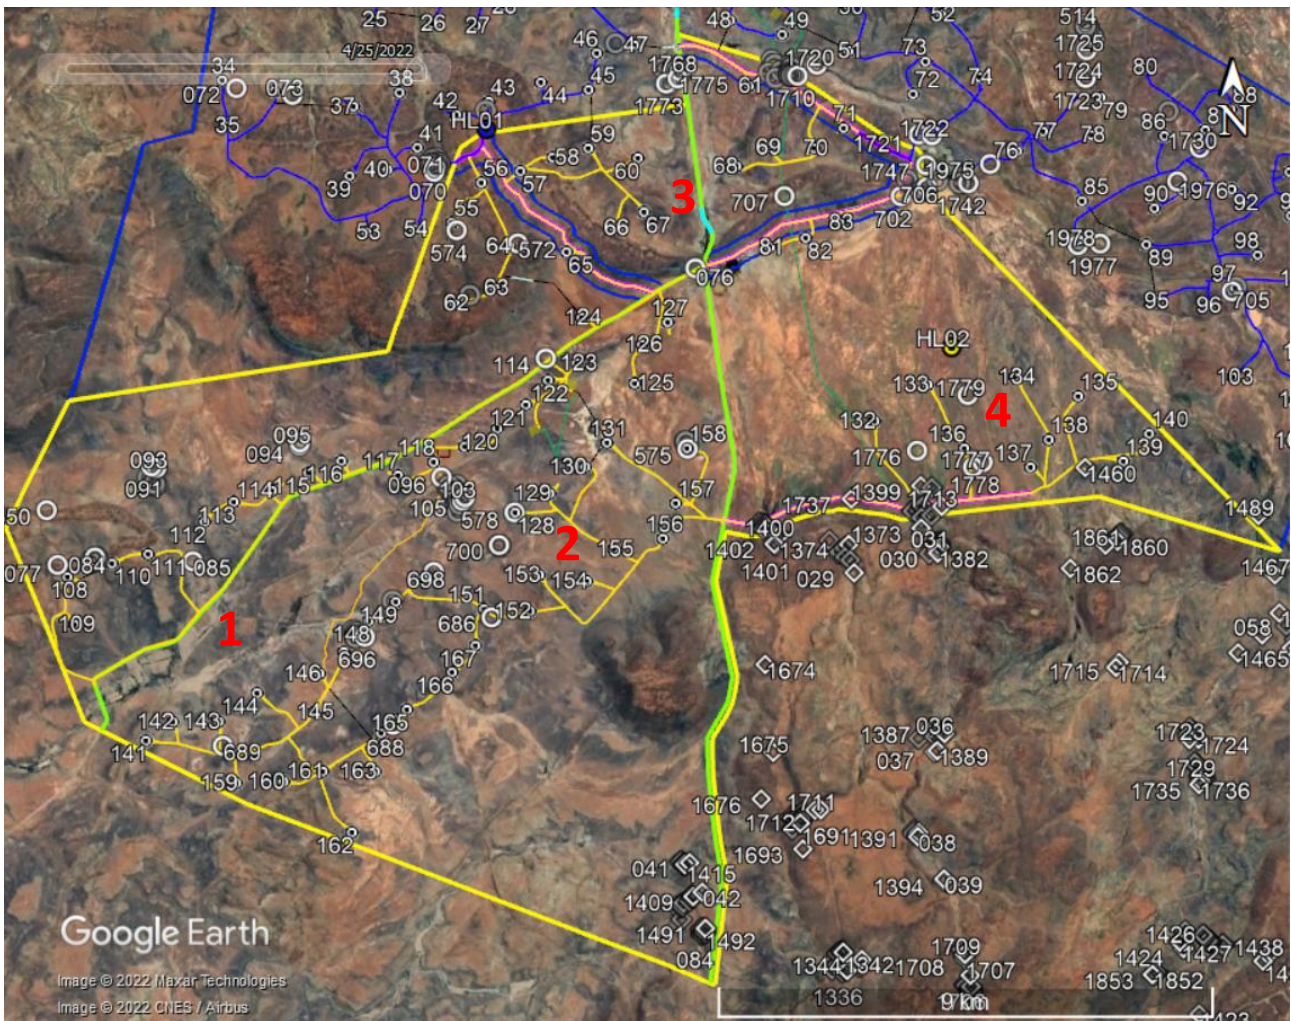 25 26 27 28 48 49 50 52 514
4/25/2022 46 47 51 73 1725
34 073 38 43 44 45 1768 1775 61 1720 1710 72 74 1724 80
072 37 42 1773 1723 79 88
35 41 HL01 59 71 1721 1722 77 78 86 87 N
40 071 56 58 60 69 70 76 1730
39 070 57 68 1747 1975 85 90 1976
53 54 55 66 67 3 707 83 702 706 1742 92
574 64 572 81 82 1978 89 98
65 076 1977 97
62 63 124 127 95 96 705
114 123 126 HL02
122 125 133 1779 134 135 103
121 132 4 140
095 118 120 131 158 136 138 139
094 117 575 1776 137
093 116 096 103 130 1777 1460
091 114 115 129 157 1737 1399 1713 1778
50 113 105 578 128 1400 1489
112 156 1402 1373 031 1861
077 084 111 085 700 2 155 1374 030 1382 1860
110 698 153 154 1401 029 1862 1467
108 151 152
109 1 149 686 058
148 696 167 1674 1715 1714 1465
146 166
144 145 036
142 143 165 1387 1723
141 689 688 1675 037 1389 1724
159 160 161 163 1729
1676 1711 1735 1736
162 1712 1691 1391 038
1693
041 1415 1394 039
1409 042
Google Earth 1491 1492 1709 1426 1427 1438
084 1344 1342 1708 1707 1424
Image © 2022 Maxar Technologies 1336 9 km 1853 1852
Image © 2022 CNES / Airbus 1423